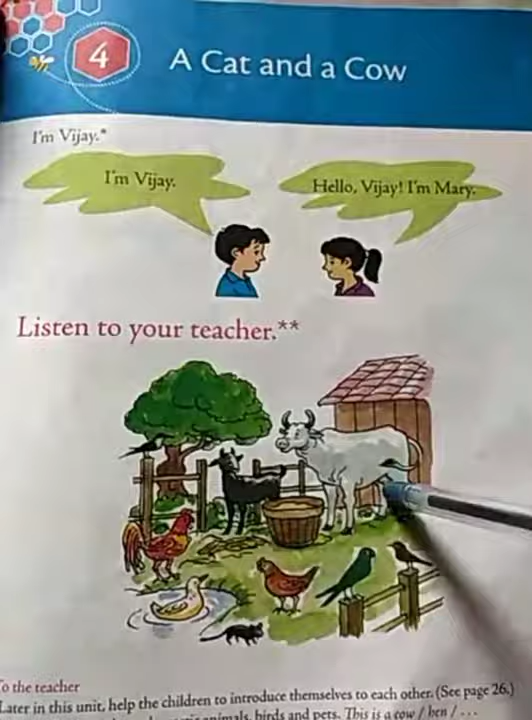 4
A Cat and a Cow
I'm Vijay.*
I'm Vijay.
Hello, Vijay! I'm Mary.
Listen to your teacher.**
o the teacher
Later in this unit, help the children to introduce themselves to each other. (See page 26.)
animals, birds and pets. This is a cow / hen / ...